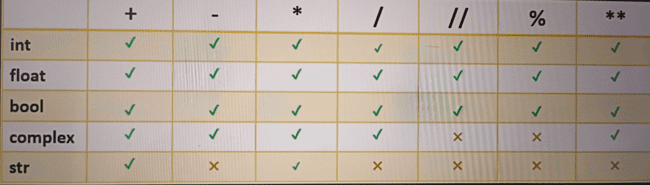 + - * / // % **
int ✓ ✓ ✓ ✓ ✓ ✓ ✓
float ✓ ✓ ✓ ✓ ✓ ✓ ✓
bool ✓ ✓ ✓ ✓ ✓ ✓ ✓
complex ✓ ✓ ✓ ✓ × × ✓
str ✓ × ✓ × × × ×